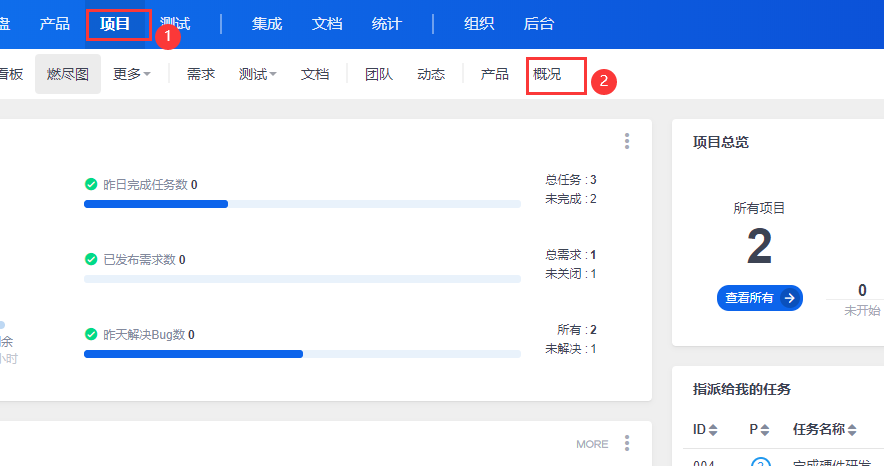 盘 产品 项目 测试 集成 文档 统计 组织 后台
1
看板 燃尽图 更多 需求 测试 文档 团队 动态 产品 概况
2
昨日完成任务数 0
总任务 : 3
未完成 : 2
已发布需求数 0
总需求 : 1
未关闭 : 1
昨天解决Bug数 0
所有 : 2
未解决 : 1
余
小时
MORE
项目总览
所有项目
2
查看所有
0
未开始
指派给我的任务
ID P 任务名称